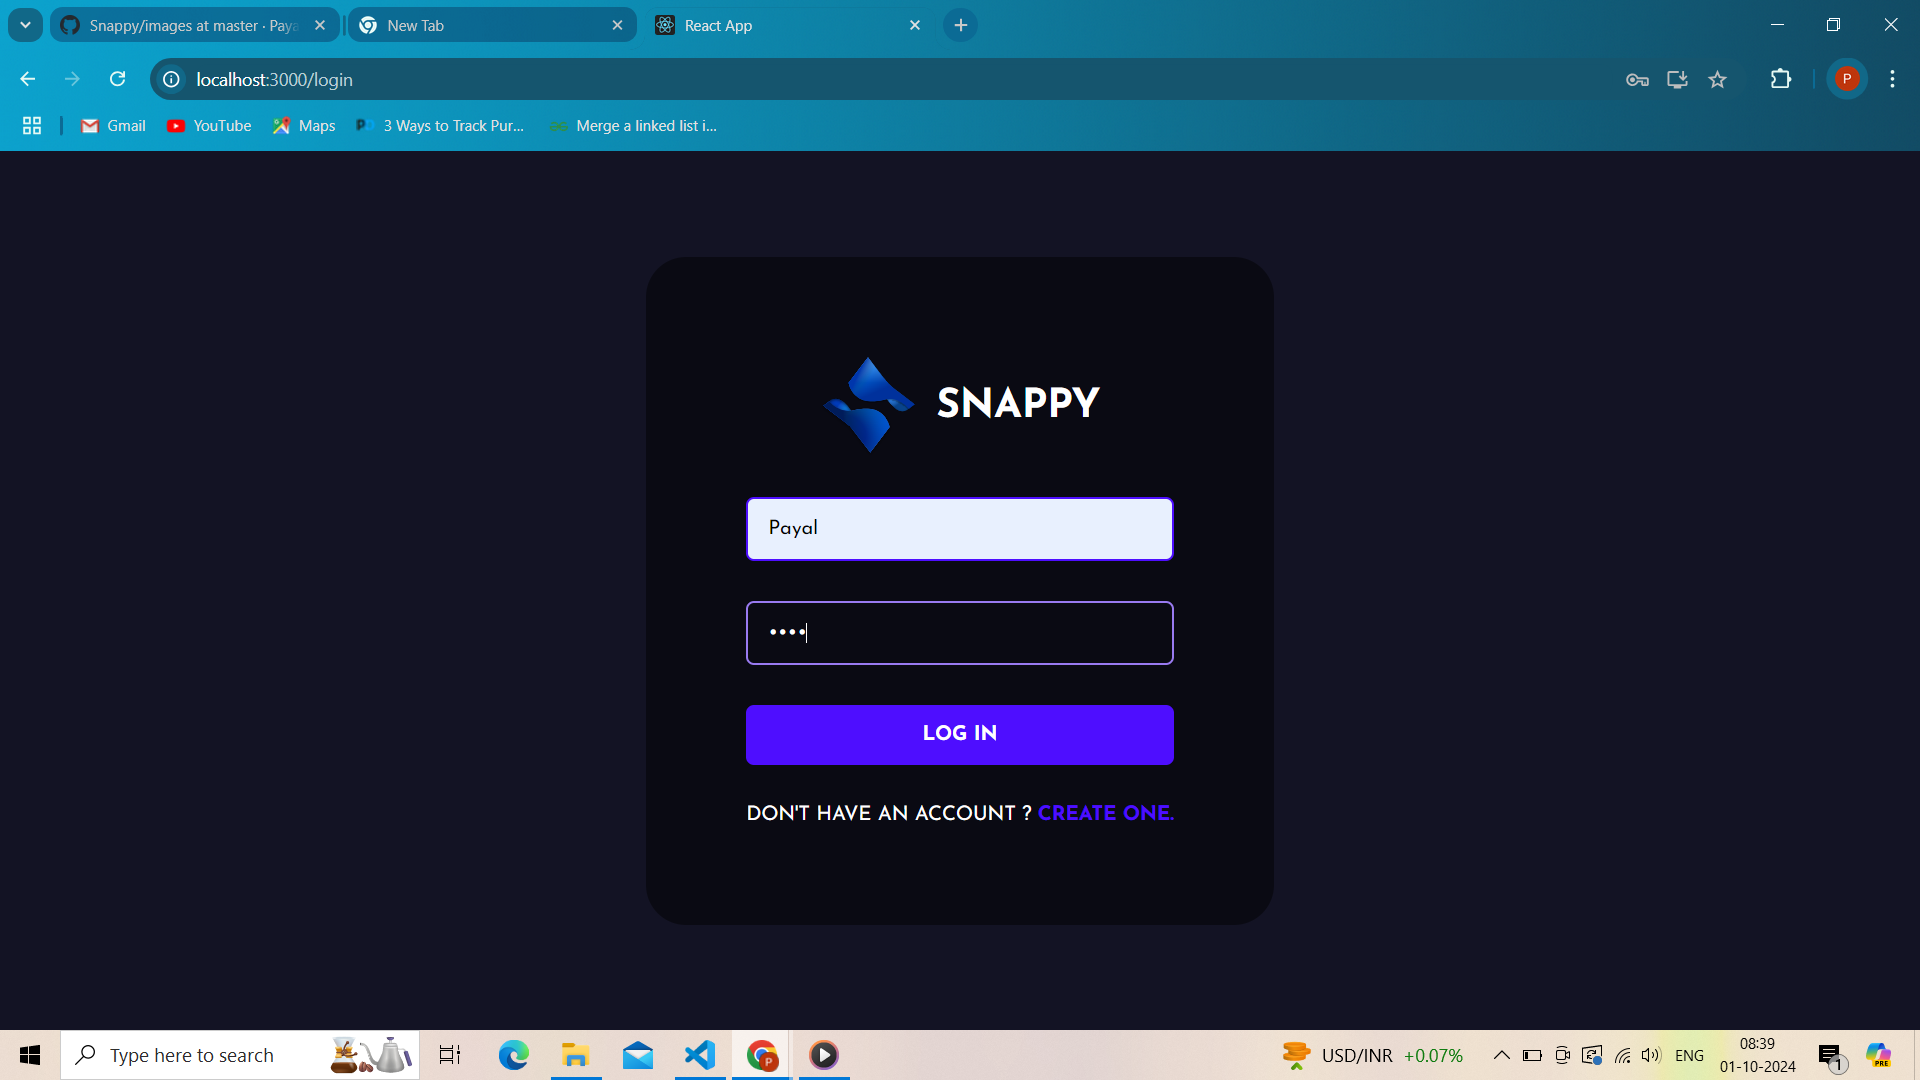 Snappy/images at master · Paya
New Tab
React App
localhost:3000/login
P
Gmail
YouTube
Maps
3 Ways to Track Pur...
Merge a linked list i...
SNAPPY
Payal
••••
LOG IN
DON'T HAVE AN ACCOUNT ? CREATE ONE.
Type here to search
P
USD/INR +0.07%
ENG
08:39
01-10-2024
1
PRE